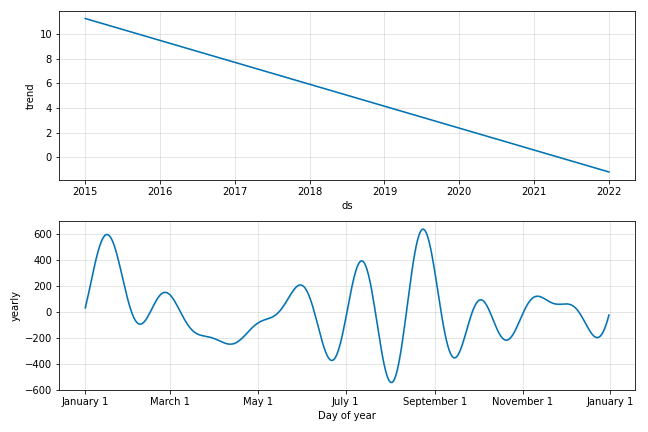 10
8
6
4
2
0
trend
2015 2016 2017 2018 2019 2020 2021 2022
ds
600
400
200
0
−200
−400
−600
yearly
January 1 March 1 May 1 July 1 September 1 November 1 January 1
Day of year